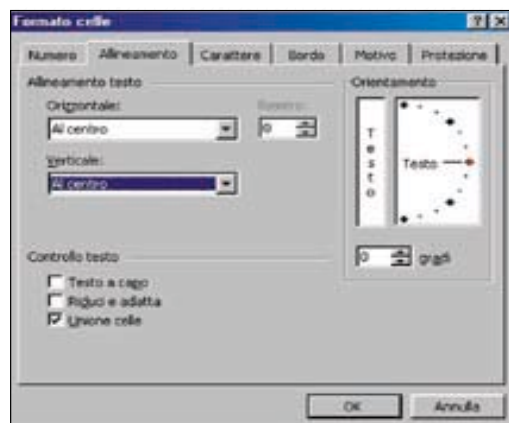 Formato celle
Numero Allineamento Carattere Bordo Motivo Protezione
Allineamento testo
Orizzontale:
Al centro
Rientro:
0
Verticale:
Al centro
Orientamento
Testo
Testo
0 gradi
Controllo testo
Testo a capo
Riduci e adatta
Unione celle
OK Annulla